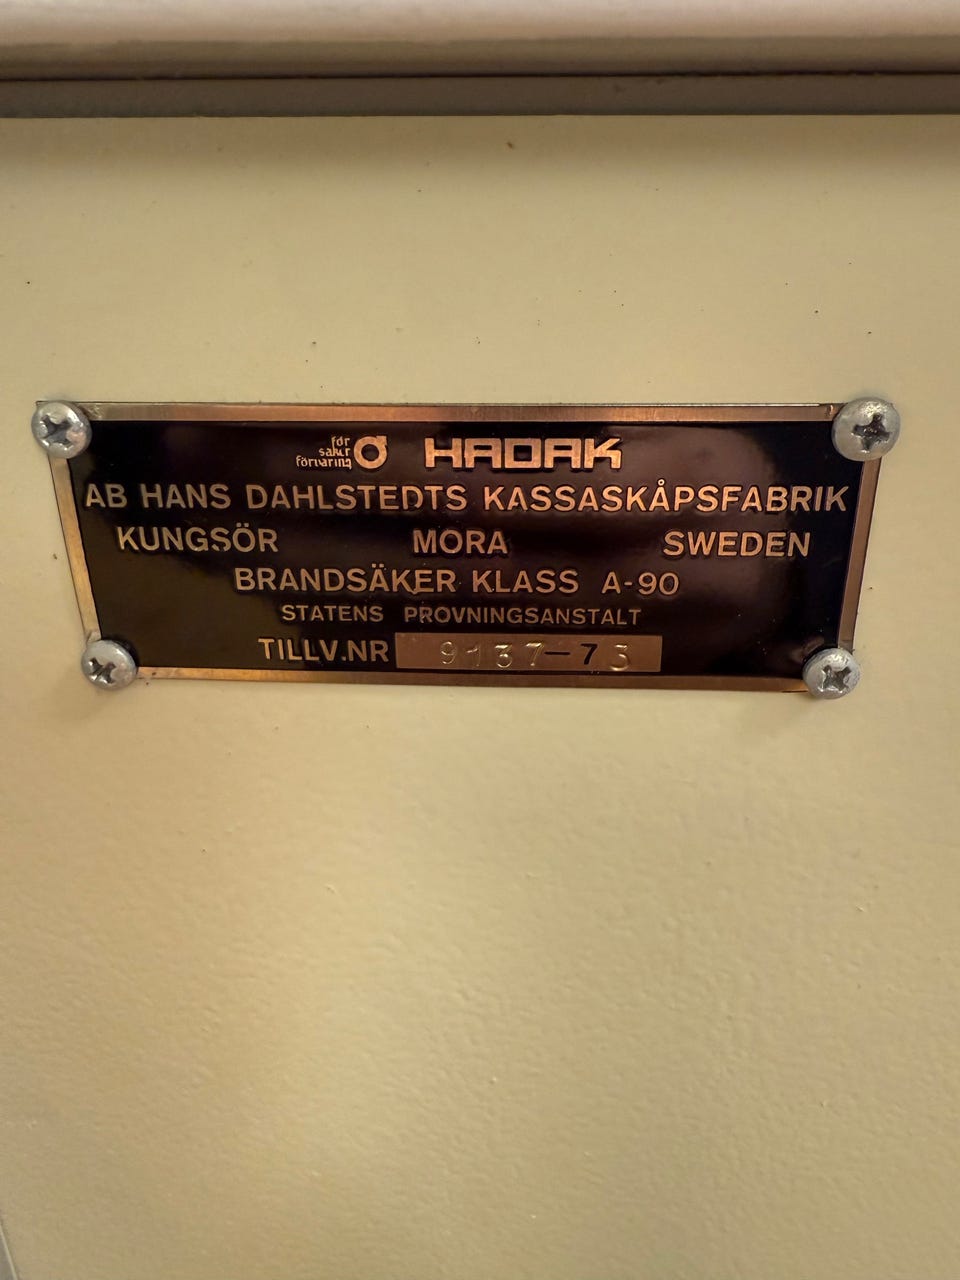 för
säker
förvaring
HADAK
AB HANS DAHLSTEDTS KASSASKÅPSFABRIK
KUNGSÖR MORA SWEDEN
BRANDSÄKER KLASS A-90
STATENS PROVNINGSANSTALT
TILLV.NR 9137-73